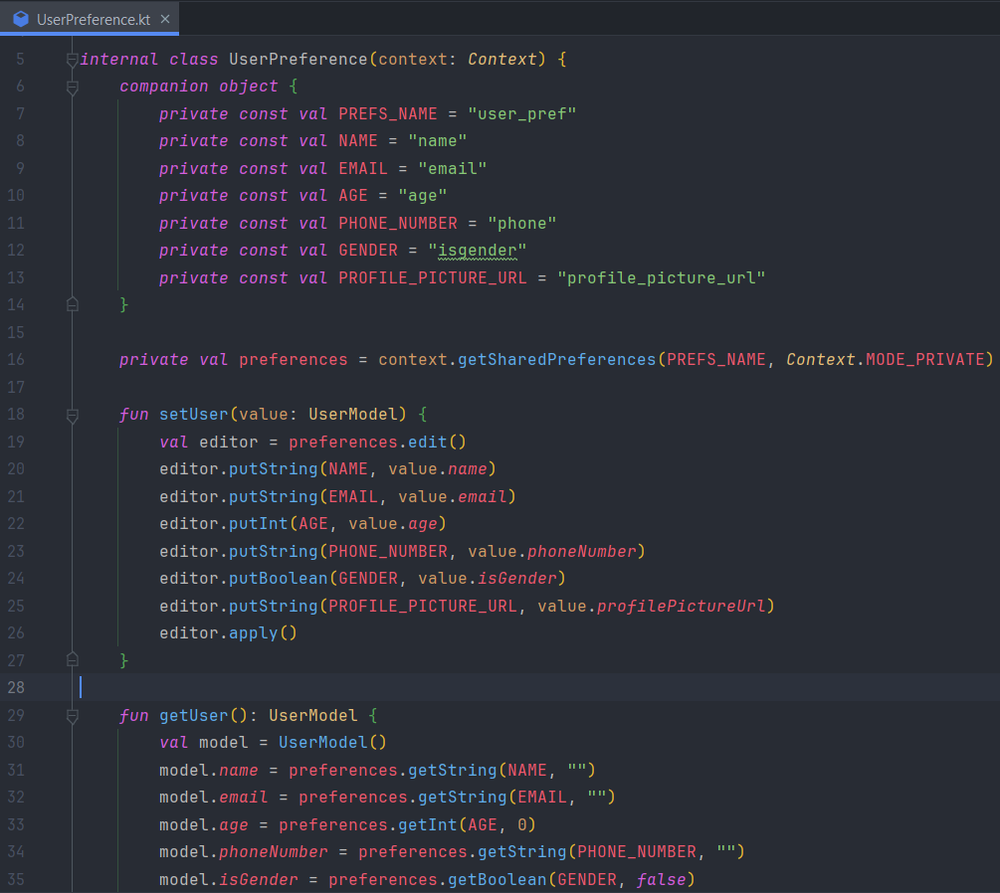 UserPreference.kt
5 internal class UserPreference(context: Context) {
6 companion object {
7 private const val PREFS_NAME = "user_pref"
8 private const val NAME = "name"
9 private const val EMAIL = "email"
10 private const val AGE = "age"
11 private const val PHONE_NUMBER = "phone"
12 private const val GENDER = "isgender"
13 private const val PROFILE_PICTURE_URL = "profile_picture_url"
14 }
15
16 private val preferences = context.getSharedPreferences(PREFS_NAME, Context.MODE_PRIVATE)
17
18 fun setUser(value: UserModel) {
19 val editor = preferences.edit()
20 editor.putString(NAME, value.name)
21 editor.putString(EMAIL, value.email)
22 editor.putInt(AGE, value.age)
23 editor.putString(PHONE_NUMBER, value.phoneNumber)
24 editor.putBoolean(GENDER, value.isGender)
25 editor.putString(PROFILE_PICTURE_URL, value.profilePictureUrl)
26 editor.apply()
27 }
28
29 fun getUser(): UserModel {
30 val model = UserModel()
31 model.name = preferences.getString(NAME, "")
32 model.email = preferences.getString(EMAIL, "")
33 model.age = preferences.getInt(AGE, 0)
34 model.phoneNumber = preferences.getString(PHONE_NUMBER, "")
35 model.isGender = preferences.getBoolean(GENDER, false)